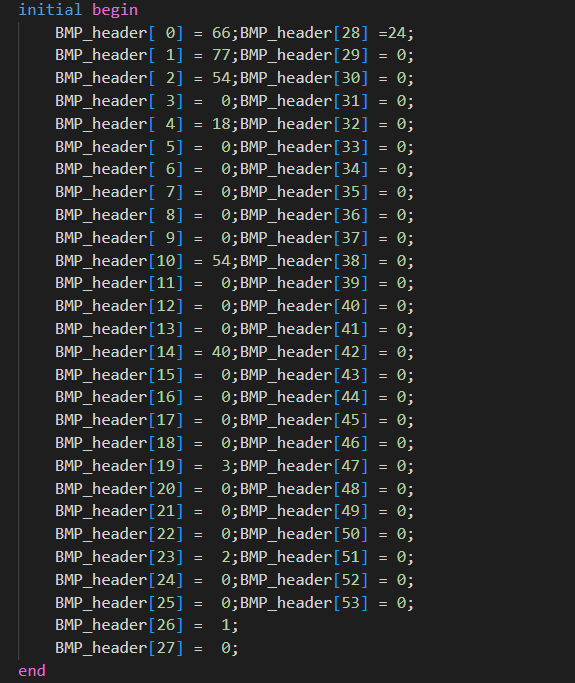 initial begin
    BMP_header[ 0] = 66;BMP_header[28] =24;
    BMP_header[ 1] = 77;BMP_header[29] = 0;
    BMP_header[ 2] = 54;BMP_header[30] = 0;
    BMP_header[ 3] =  0;BMP_header[31] = 0;
    BMP_header[ 4] = 18;BMP_header[32] = 0;
    BMP_header[ 5] =  0;BMP_header[33] = 0;
    BMP_header[ 6] =  0;BMP_header[34] = 0;
    BMP_header[ 7] =  0;BMP_header[35] = 0;
    BMP_header[ 8] =  0;BMP_header[36] = 0;
    BMP_header[ 9] =  0;BMP_header[37] = 0;
    BMP_header[10] = 54;BMP_header[38] = 0;
    BMP_header[11] =  0;BMP_header[39] = 0;
    BMP_header[12] =  0;BMP_header[40] = 0;
    BMP_header[13] =  0;BMP_header[41] = 0;
    BMP_header[14] = 40;BMP_header[42] = 0;
    BMP_header[15] =  0;BMP_header[43] = 0;
    BMP_header[16] =  0;BMP_header[44] = 0;
    BMP_header[17] =  0;BMP_header[45] = 0;
    BMP_header[18] =  0;BMP_header[46] = 0;
    BMP_header[19] =  3;BMP_header[47] = 0;
    BMP_header[20] =  0;BMP_header[48] = 0;
    BMP_header[21] =  0;BMP_header[49] = 0;
    BMP_header[22] =  0;BMP_header[50] = 0;
    BMP_header[23] =  2;BMP_header[51] = 0;
    BMP_header[24] =  0;BMP_header[52] = 0;
    BMP_header[25] =  0;BMP_header[53] = 0;
    BMP_header[26] =  1;
    BMP_header[27] =  0;
end